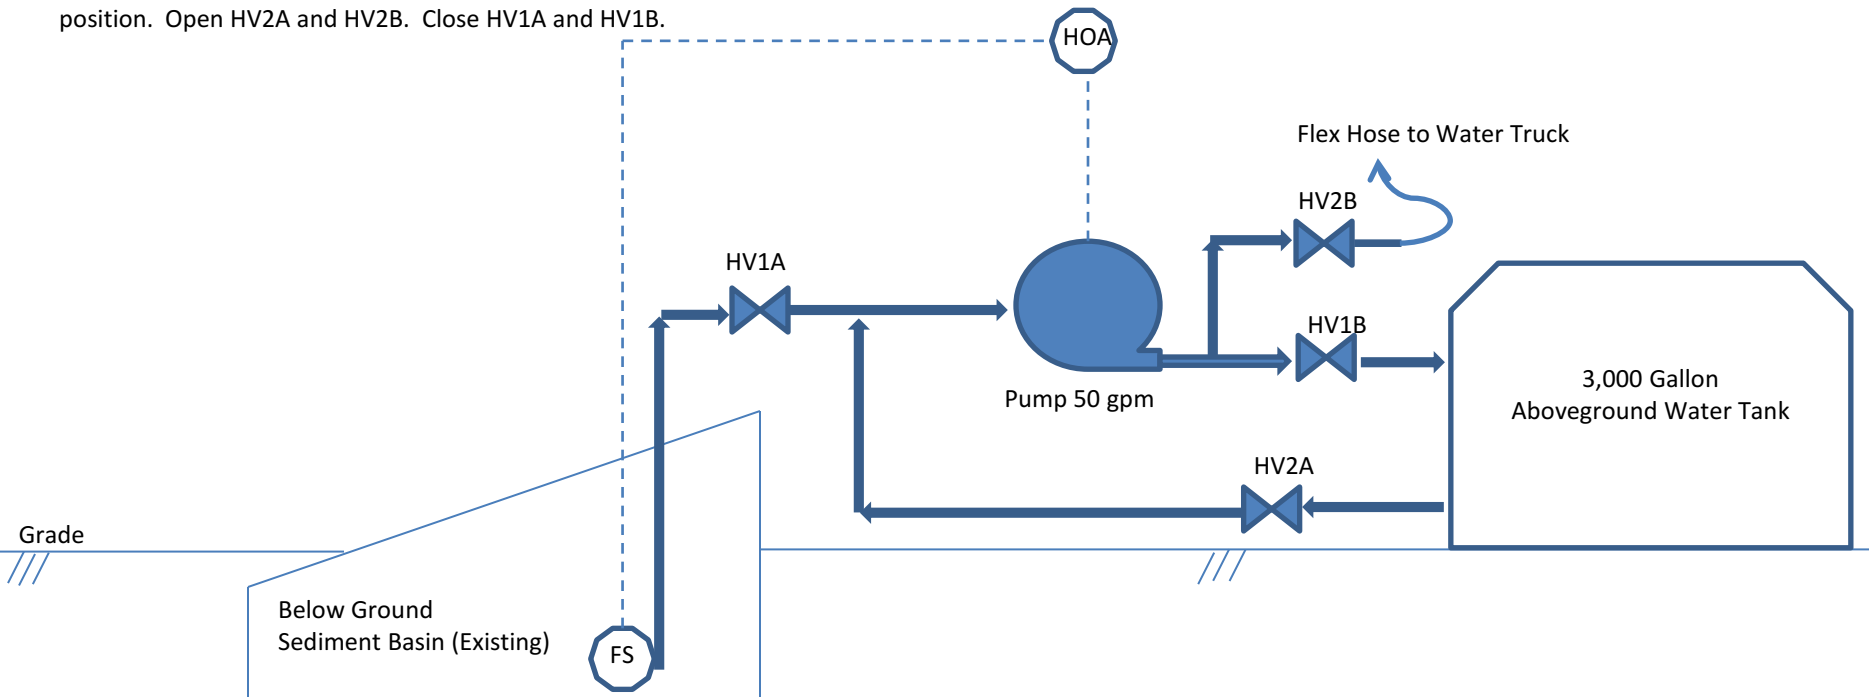 position.  Open HV2A and HV2B.  Close HV1A and HV1B.
HOA
Flex Hose to Water Truck
HV2B
HV1A
HV1B
3,000 Gallon
Aboveground Water Tank
Pump 50 gpm
HV2A
Grade
Below Ground
Sediment Basin (Existing)
FS